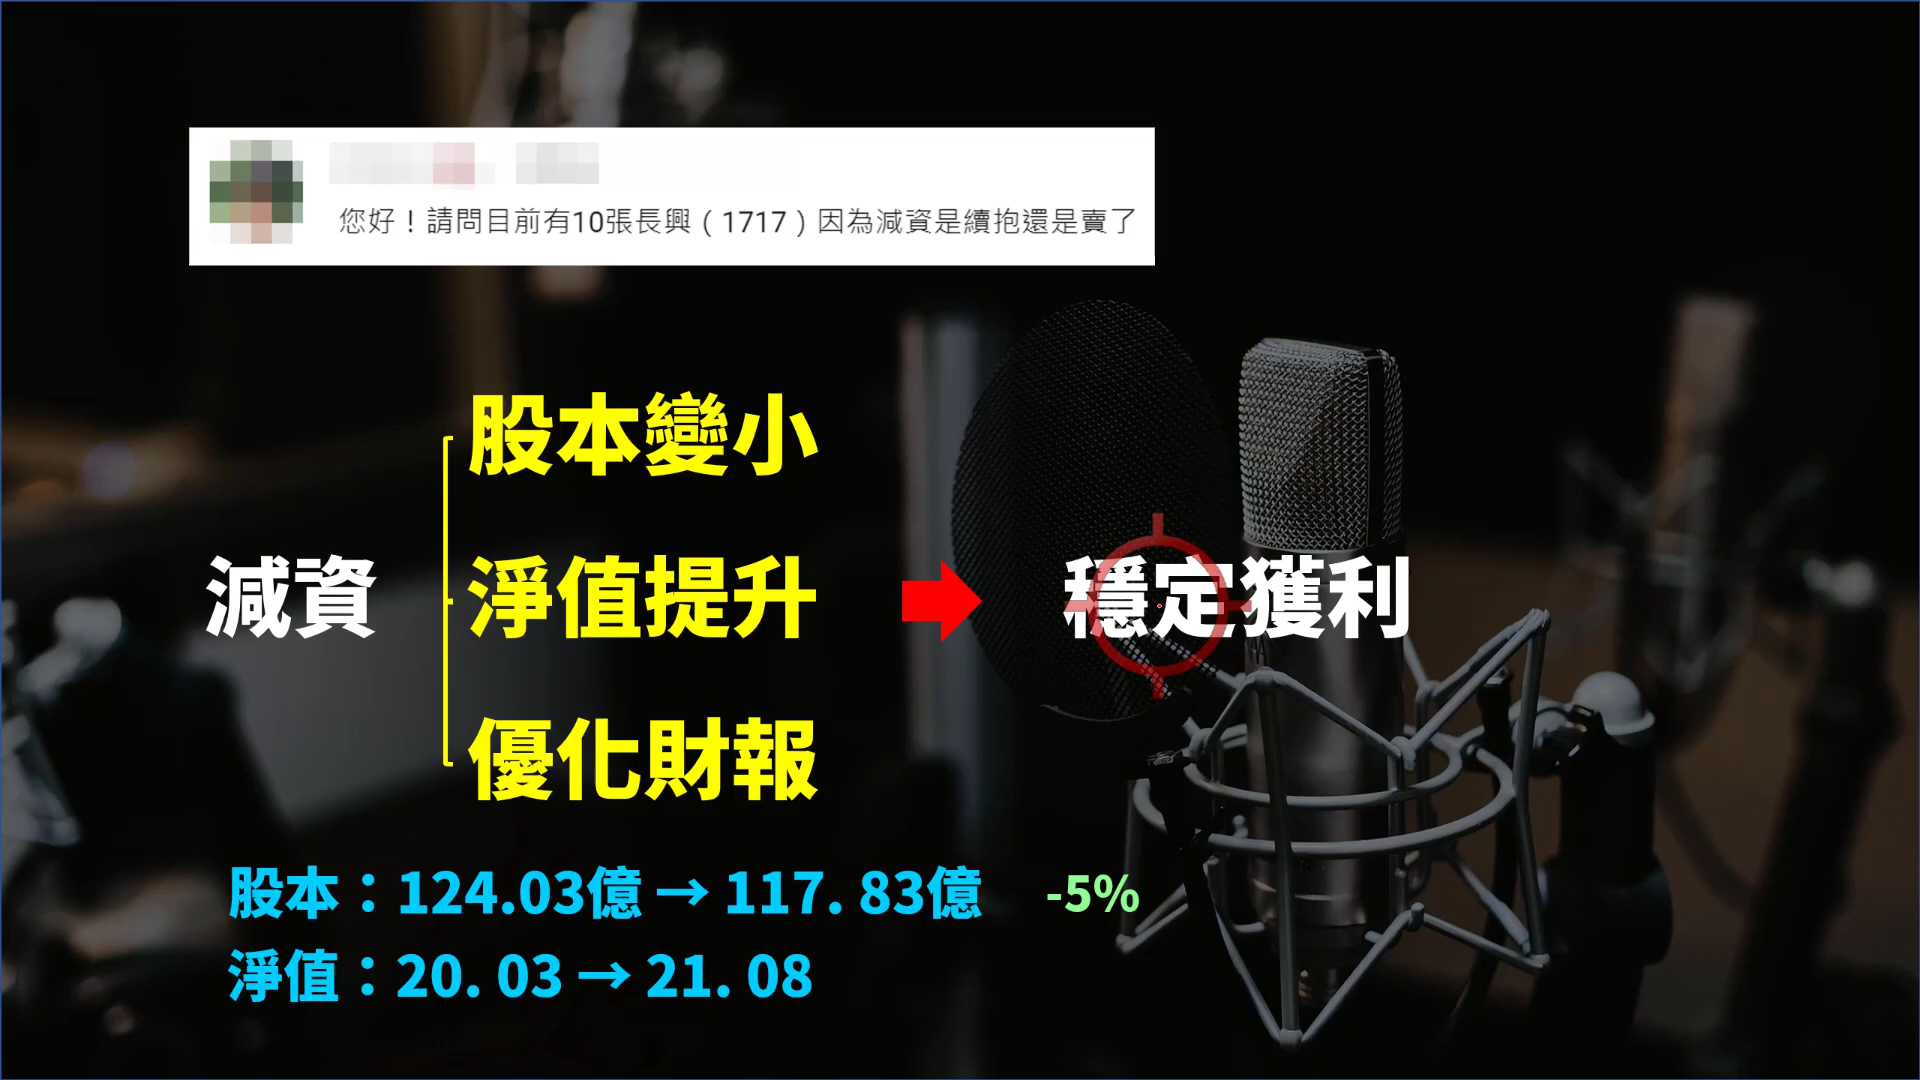 您好！請問目前有10張長興（1717）因為減資是續抱還是賣了
股本變小
減資
淨值提升
穩定獲利
優化財報
股本：124.03億 → 117. 83億 -5%
淨值：20. 03 → 21. 08